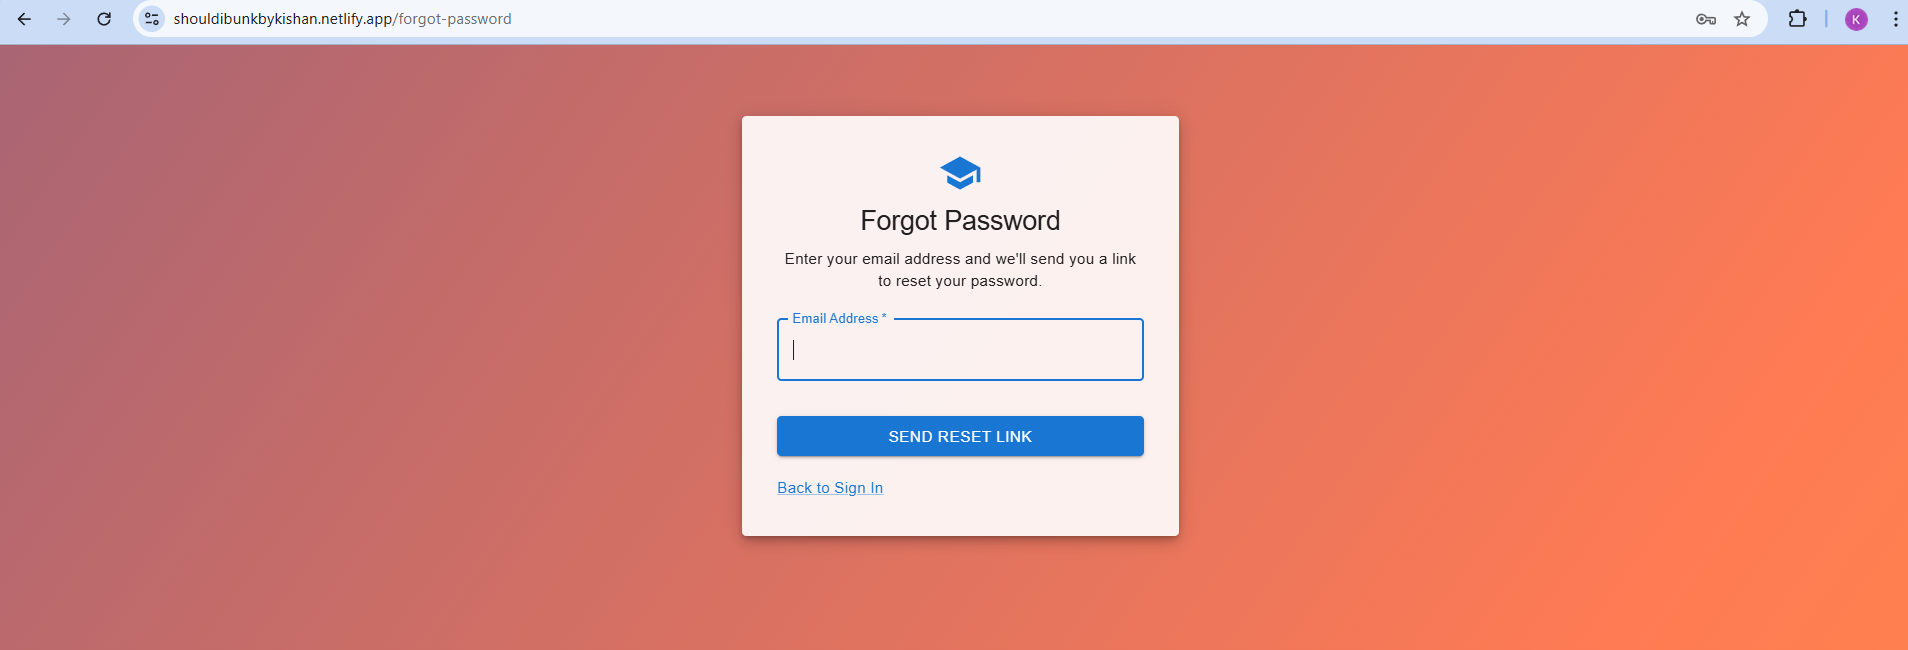 shouldibunkbykishan.netlify.app/forgot-password
K
Forgot Password
Enter your email address and we'll send you a link
to reset your password.
Email Address *
SEND RESET LINK
Back to Sign In